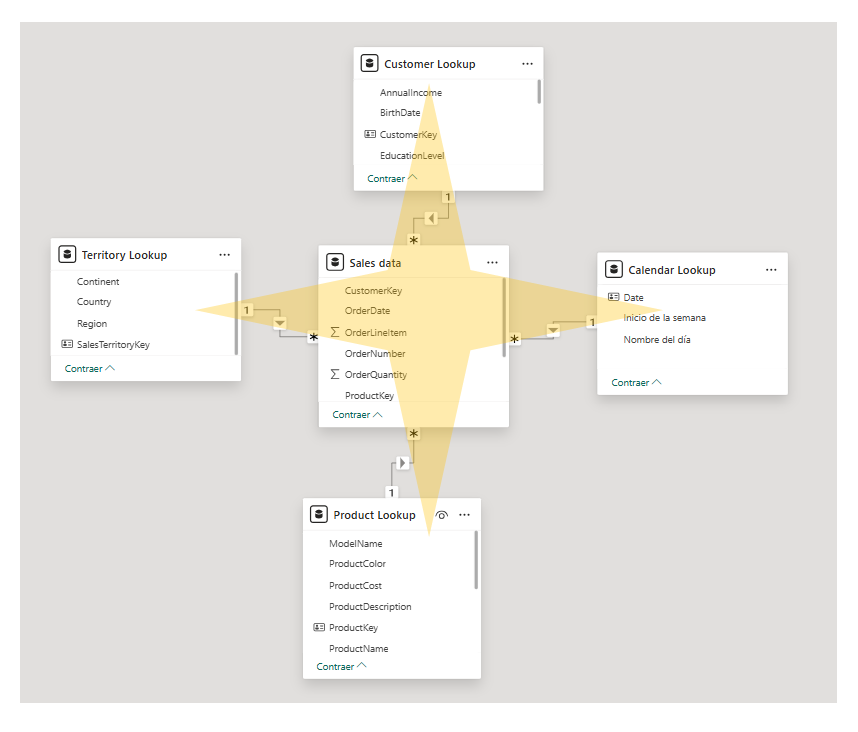 Customer Lookup
AnnualIncome
BirthDate
CustomerKey
EducationLevel
Contraer
1
*
Territory Lookup
Continent
Country
Region
SalesTerritoryKey
Contraer
1
*
Sales data
CustomerKey
OrderDate
∑ OrderLineItem
OrderNumber
∑ OrderQuantity
ProductKey
Contraer
*
1
Calendar Lookup
Date
Inicio de la semana
Nombre del día
Contraer
*
1
Product Lookup
ModelName
ProductColor
ProductCost
ProductDescription
ProductKey
ProductName
Contraer